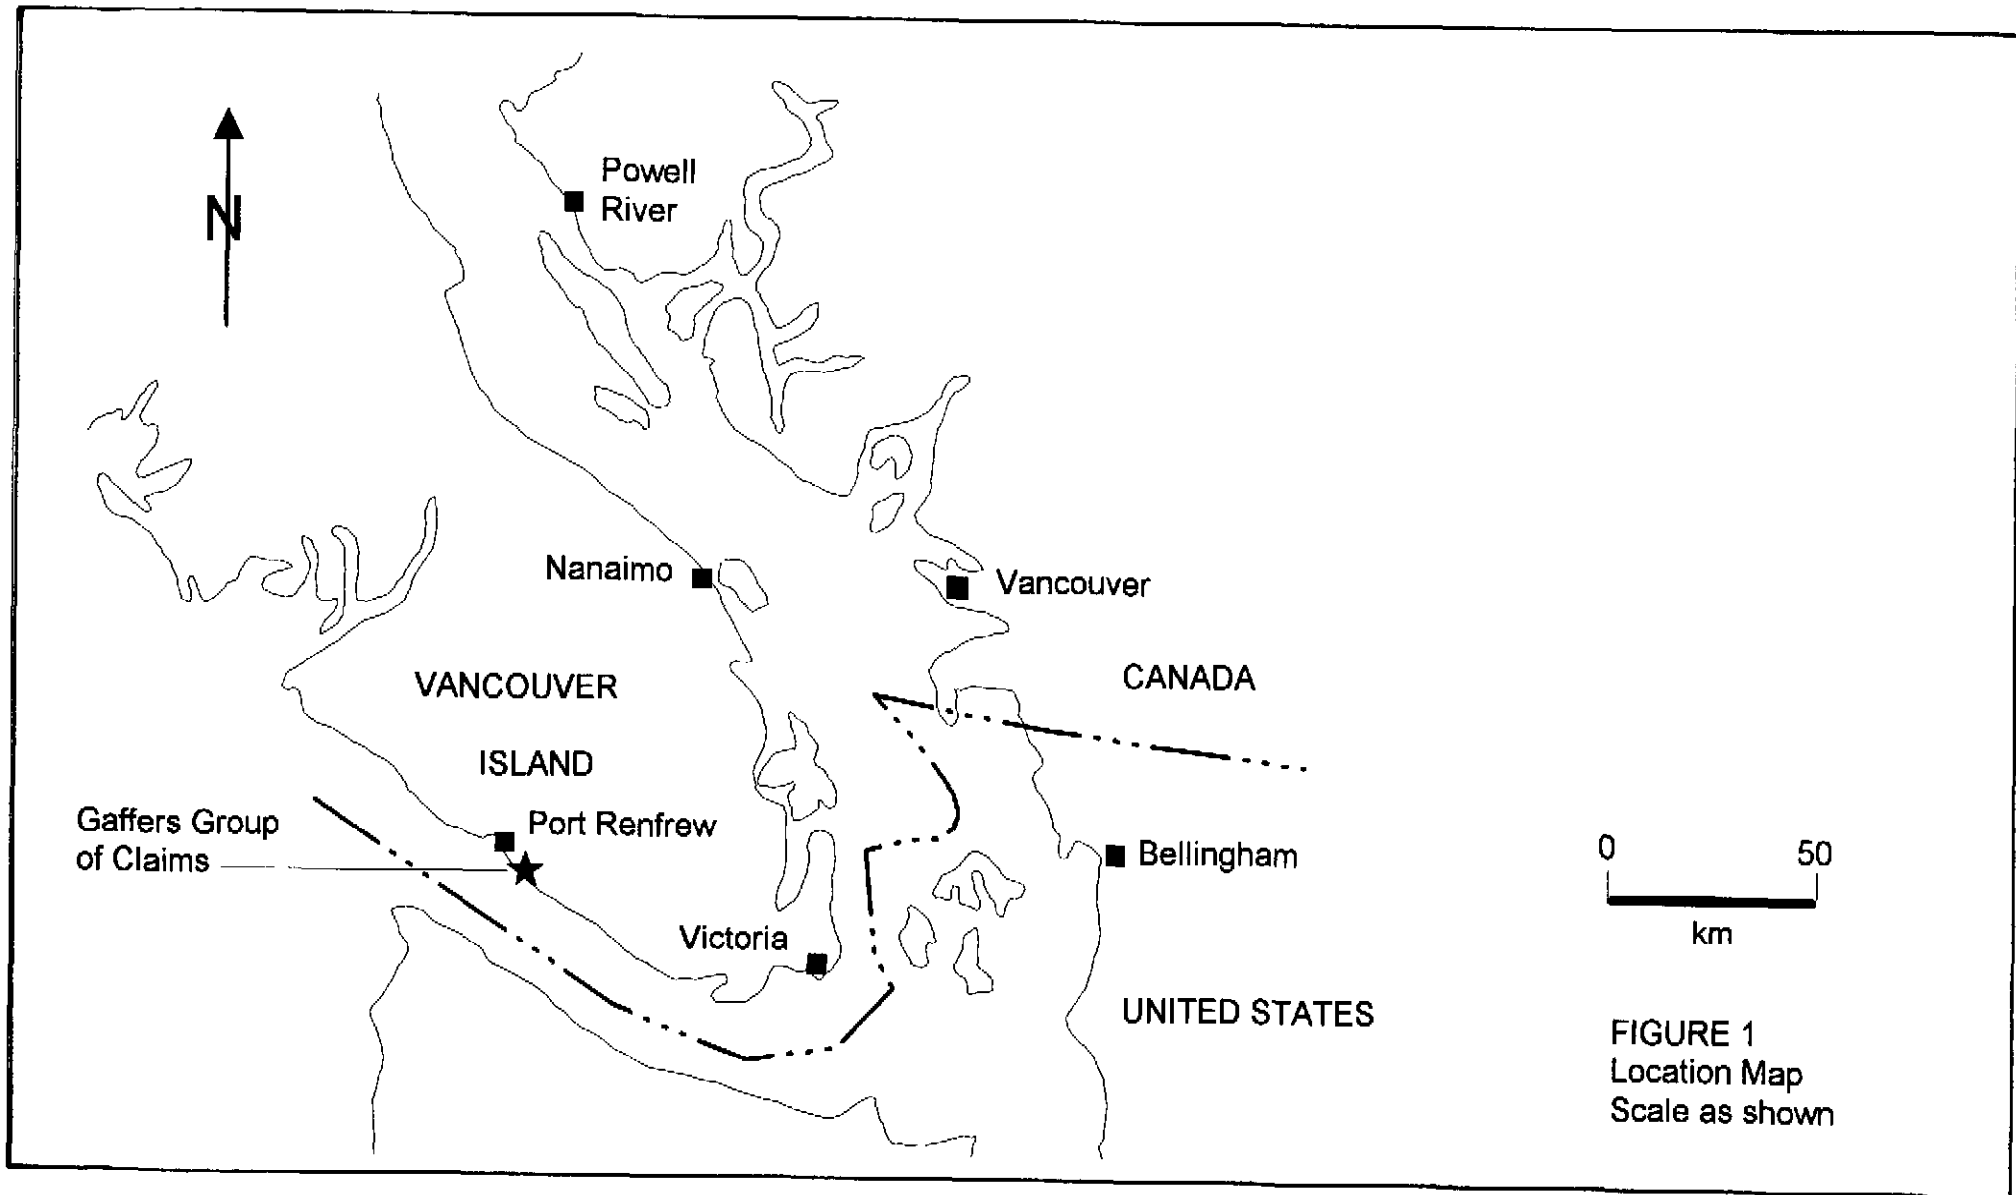 N
Powell
River
Nanaimo
Vancouver
VANCOUVER
ISLAND
CANADA
Gaffers Group
of Claims
Port Renfrew
Bellingham
Victoria
UNITED STATES
0 50
km
FIGURE 1
Location Map
Scale as shown